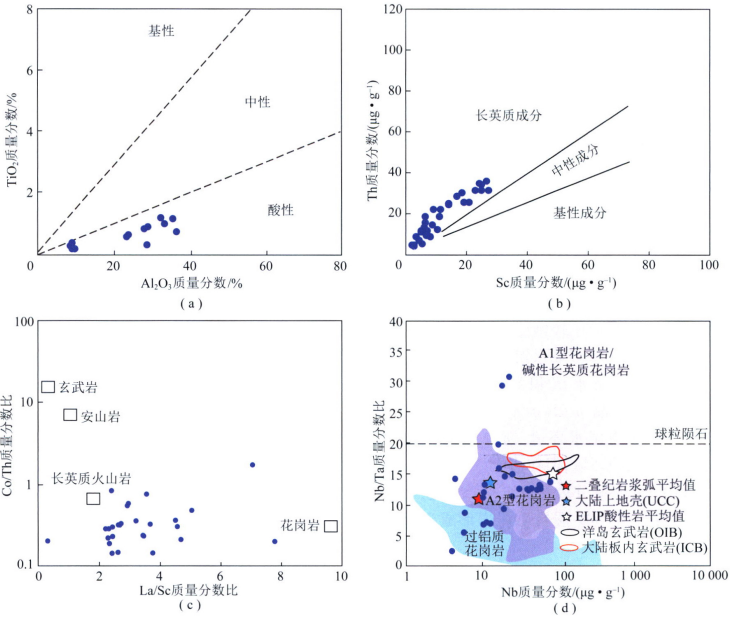 8
6
4
2
0
TiO₂质量分数/%
基性
中性
酸性
0
20
40
60
80
Al₂O₃质量分数/%
( a )
120
100
80
60
40
20
Th质量分数/(μg·g⁻¹)
长英质成分
中性成分
基性成分
0
20
40
60
80
100
Sc质量分数/(μg·g⁻¹)
( b )
100
10
1
0.1
Co/Th质量分数比
玄武岩
安山岩
长英质火山岩
花岗岩
0
2
4
6
8
10
La/Sc质量分数比
( c )
40
35
30
25
20
15
10
5
0
Nb/Ta质量分数比
A1型花岗岩/
碱性长英质花岗岩
球粒陨石
A2型花岗岩
过铝质
花岗岩
二叠纪岩浆弧平均值
大陆上地壳(UCC)
ELIP酸性岩平均值
洋岛玄武岩(OIB)
大陆板内玄武岩(ICB)
1
10
100
1 000
10 000
Nb质量分数/(μg·g⁻¹)
( d )